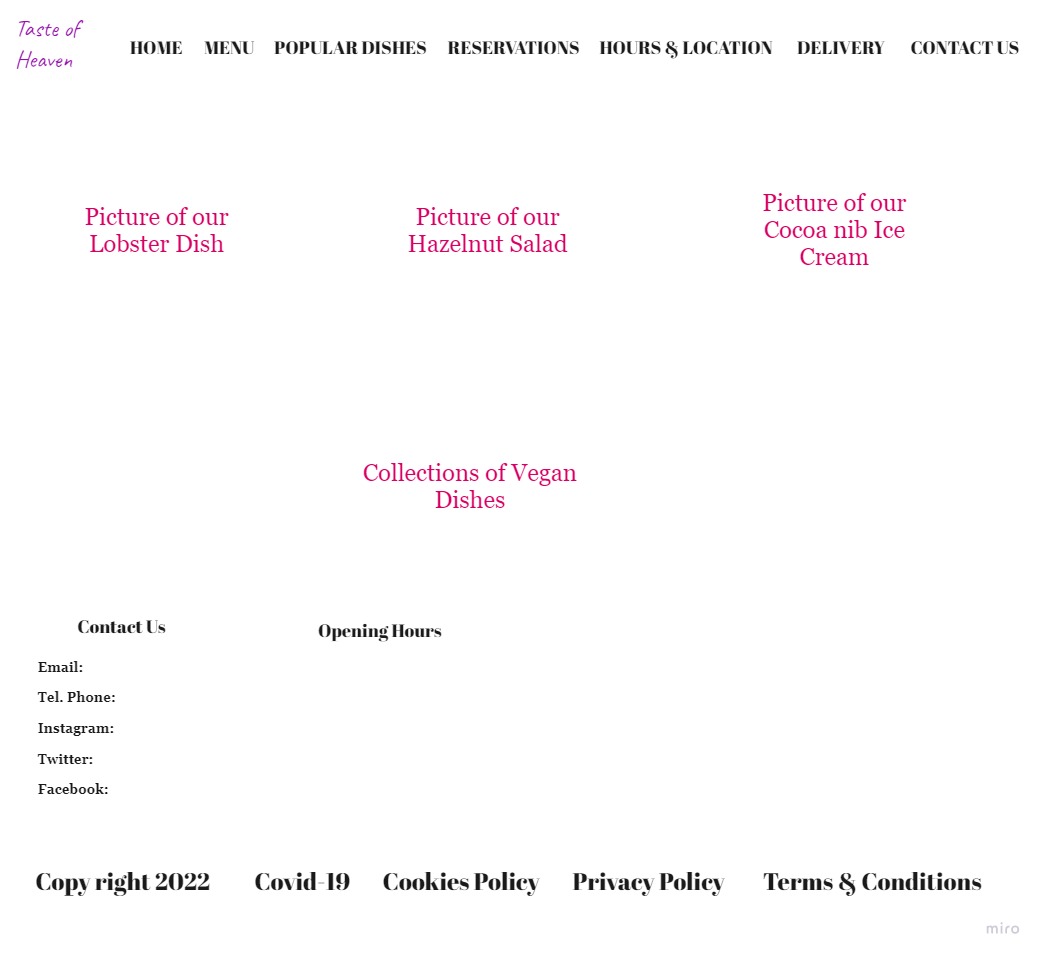 Taste of
Heaven
HOME MENU POPULAR DISHES RESERVATIONS HOURS & LOCATION DELIVERY CONTACT US
Picture of our
Lobster Dish
Picture of our
Hazelnut Salad
Picture of our
Cocoa nib Ice
Cream
Collections of Vegan
Dishes
Contact Us
Email:
Tel. Phone:
Instagram:
Twitter:
Facebook:
Opening Hours
Copy right 2022 Covid-19 Cookies Policy Privacy Policy Terms & Conditions
miro